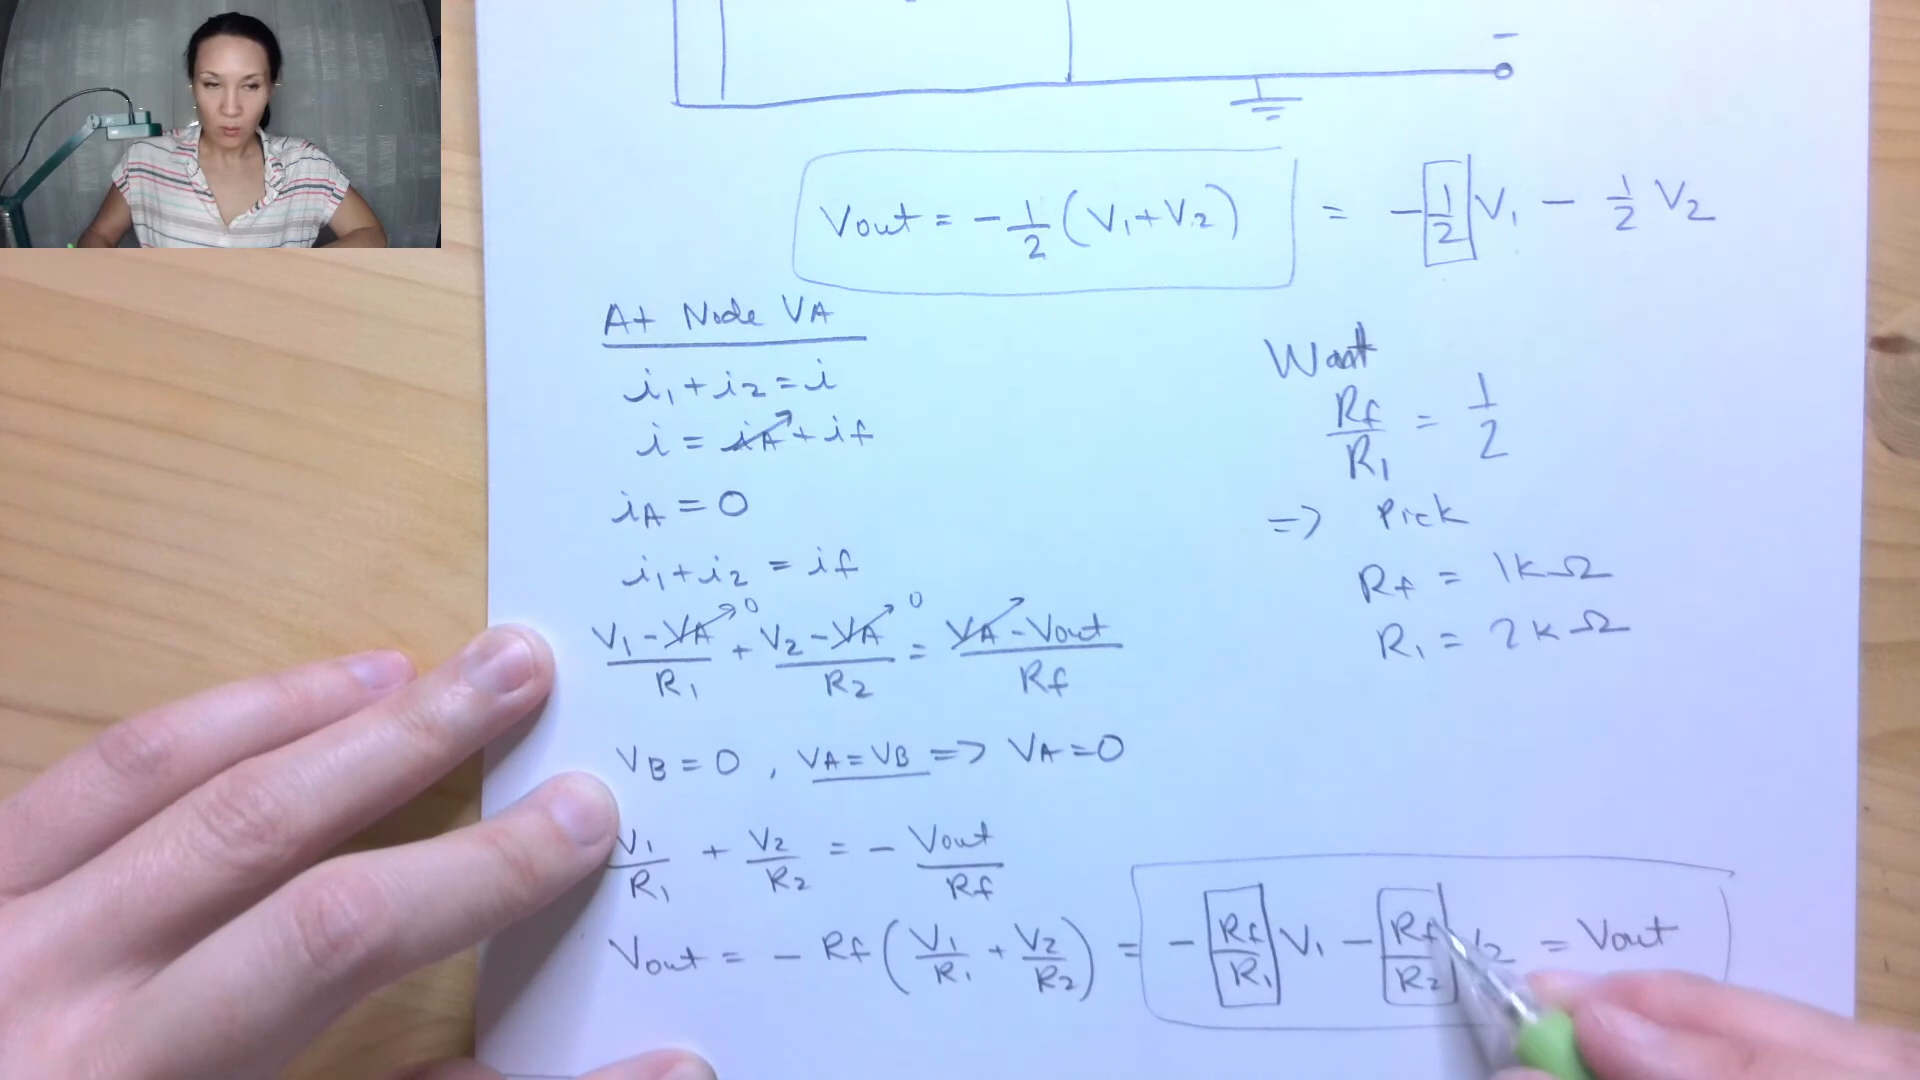 Vout = -1/2 (V1+V2) = -1/2 V1 - 1/2 V2
At Node VA
i1 + i2 = i
i = iA + if
iA = 0
i1 + i2 = if
V1 - VA / R1 0 + V2 - VA / R2 0 = VA - Vout / Rf
VB = 0 , VA = VB => VA = 0
V1/R1 + V2/R2 = - Vout/Rf
Vout = - Rf ( V1/R1 + V2/R2 ) = - Rf/R1 V1 - Rf/R2 V2 = Vout
Want
Rf/R1 = 1/2
=> Pick
Rf = 1kΩ
R1 = 2kΩ